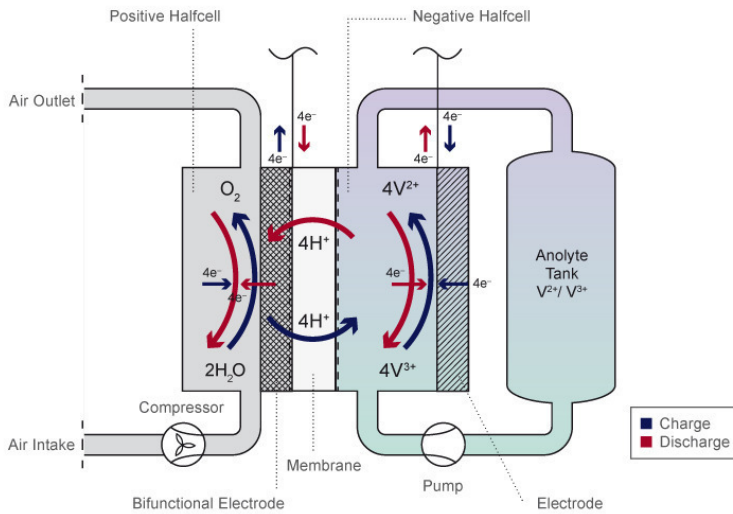 Positive Halfcell
Negative Halfcell
Air Outlet
4e⁻
4e⁻
4e⁻
4e⁻
O₂
4V²⁺
4H⁺
4e⁻
4e⁻
4e⁻
4e⁻
4H⁺
2H₂O
4V³⁺
Anolyte
Tank
V²⁺/ V³⁺
Compressor
Air Intake
Membrane
Pump
Bifunctional Electrode
Electrode
Charge
Discharge